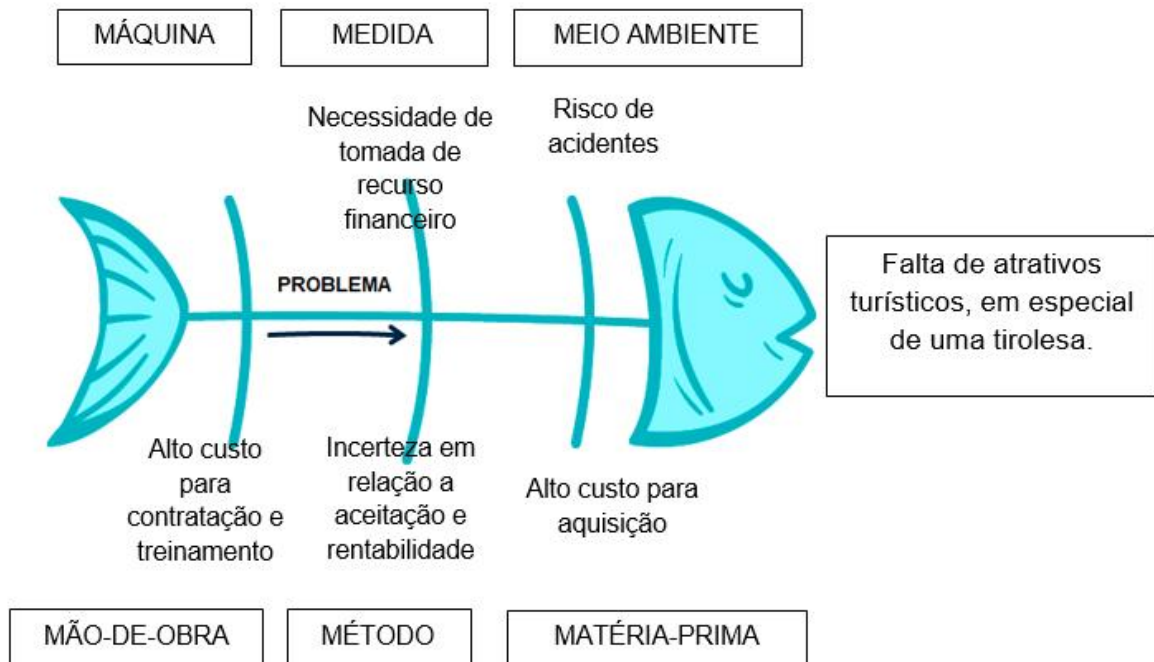 MÁQUINA
MEDIDA
MEIO AMBIENTE
Necessidade de
tomada de
recurso
financeiro
Risco de
acidentes
PROBLEMA
Falta de atrativos
turísticos, em especial
de uma tirolesa.
Alto custo
para
contratação e
treinamento
Incerteza em
relação a
aceitação e
rentabilidade
Alto custo para
aquisição
MÃO-DE-OBRA
MÉTODO
MATÉRIA-PRIMA